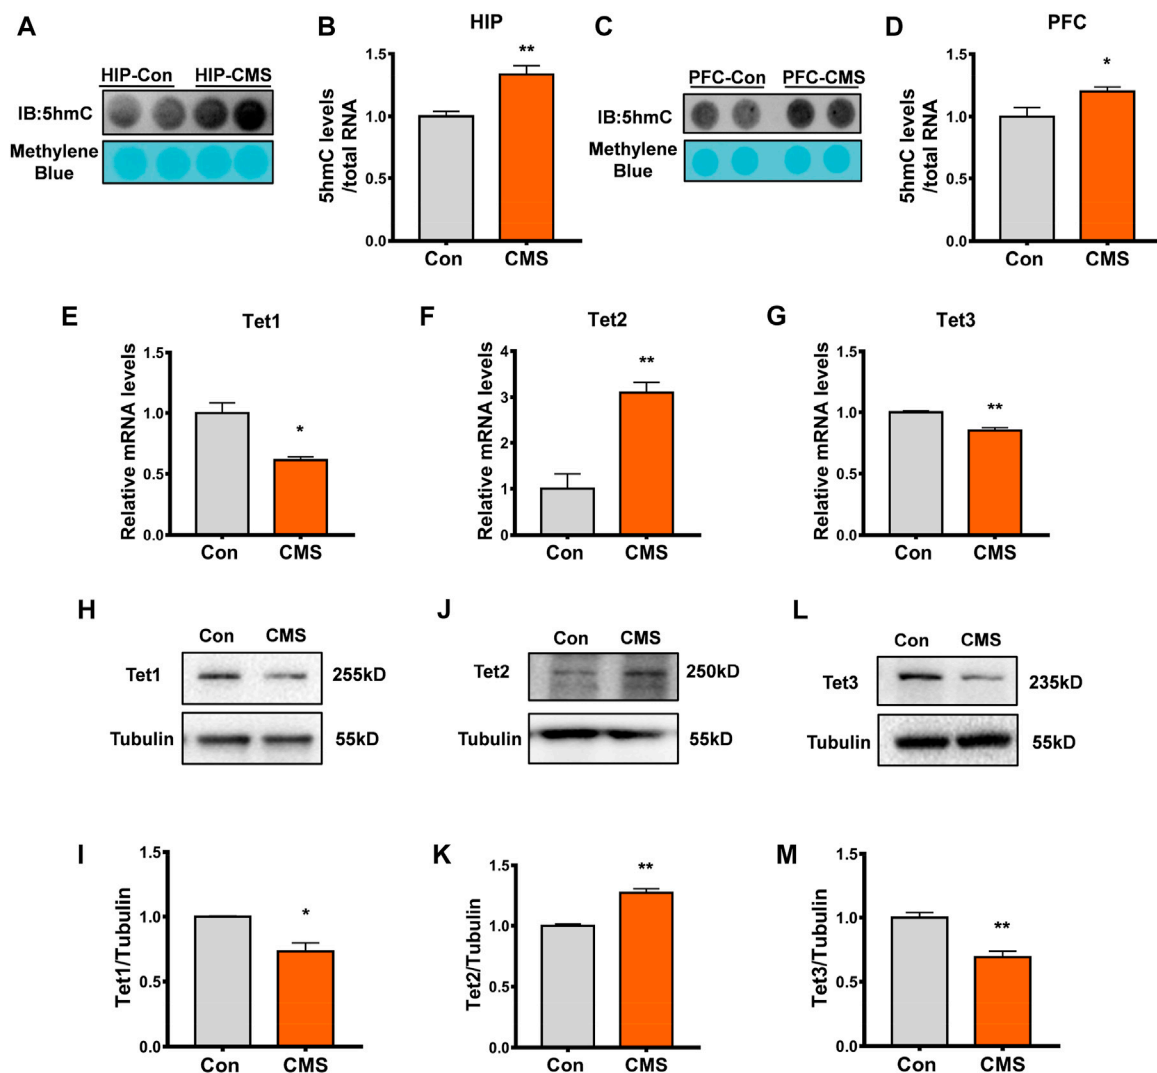 A
HIP-Con HIP-CMS
IB:5hmC
Methylene
Blue
B
HIP
5hmC levels
/total RNA
1.5
1.0
0.5
0.0
**
Con CMS
C
PFC-Con PFC-CMS
IB:5hmC
Methylene
Blue
D
PFC
5hmC levels
/total RNA
1.5
1.0
0.5
0.0
*
Con CMS
E
Tet1
Relative mRNA levels
1.5
1.0
0.5
0.0
*
Con CMS
F
Tet2
Relative mRNA levels
4
3
2
1
0
**
Con CMS
G
Tet3
Relative mRNA levels
1.5
1.0
0.5
0.0
**
Con CMS
H
Con CMS
Tet1 255kD
Tubulin 55kD
J
Con CMS
Tet2 250kD
Tubulin 55kD
L
Con CMS
Tet3 235kD
Tubulin 55kD
I
Tet1/Tubulin
1.5
1.0
0.5
0.0
*
Con CMS
K
Tet2/Tubulin
1.5
1.0
0.5
0.0
**
Con CMS
M
Tet3/Tubulin
1.5
1.0
0.5
0.0
**
Con CMS